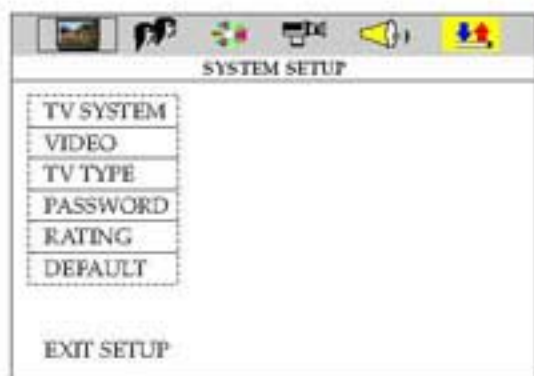 SYSTEM SETUP
TV SYSTEM
VIDEO
TV TYPE
PASSWORD
RATING
DEFAULT
EXIT SETUP